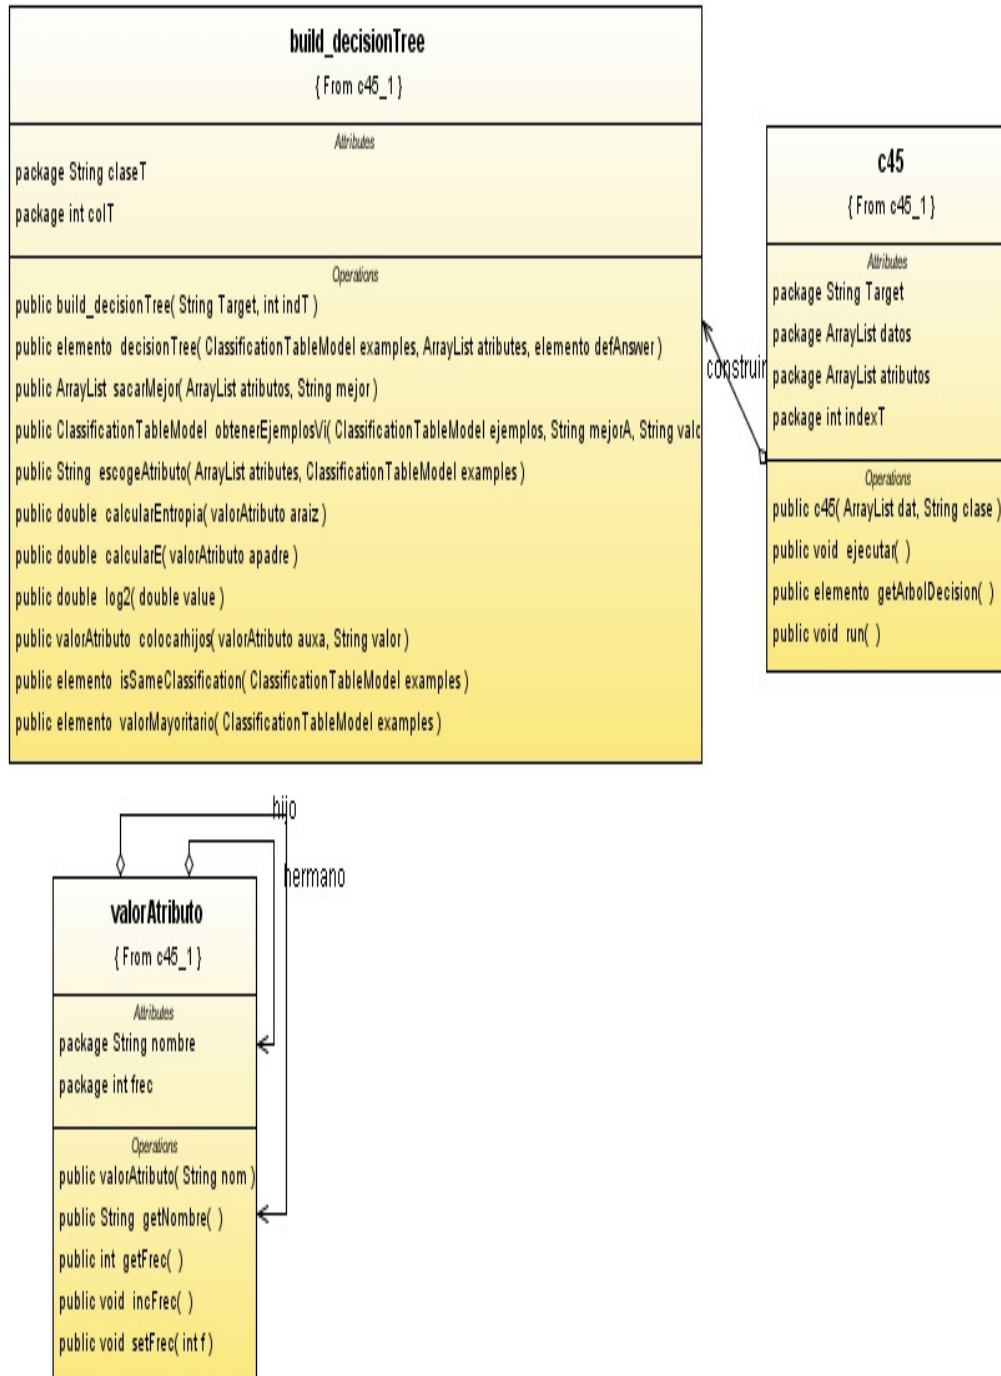 build_decisionTree
{ From c45_1 }
Attributes
package String claseT
package int colT
Operations
public build_decisionTree( String Target, int indT )
public elemento decisionTree( ClassificationTableModel examples, ArrayList atributes, elemento defAnswer )
public ArrayList sacarMejor( ArrayList atributos, String mejor )
public ClassificationTableModel obtenerEjemplosVi( ClassificationTableModel ejemplos, String mejorA, String
public String escogeAtributo( ArrayList atributes, ClassificationTableModel examples )
public double calcularEntropia( valorAtributo araiz )
public double calcularE( valorAtributo apadre )
public double log2( double value )
public valorAtributo colocarhijos( valorAtributo auxa, String valor )
public elemento isSameClassification( ClassificationTableModel examples )
public elemento valorMayoritario( ClassificationTableModel examples )
construir
c45
{ From c45_1 }
Attributes
package String Target
package ArrayList datos
package ArrayList atributos
package int indexT
Operations
public c45( ArrayList dat, String clase )
public void ejecutar( )
public elemento getArbolDecision( )
public void run( )
hijo
hermano
valorAtributo
{ From c45_1 }
Attributes
package String nombre
package int frec
Operations
public valorAtributo( String nom )
public String getNombre( )
public int getFrec( )
public void incFrec( )
public void setFrec( int f )